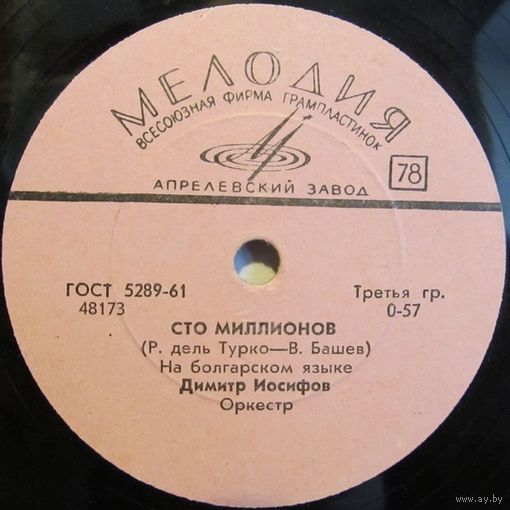 МЕЛОДИЯ
ВСЕСОЮЗНАЯ ФИРМА ГРАМПЛАСТИНОК
АПРЕЛЕВСКИЙ ЗАВОД
78
ГОСТ 5289-61
48173
Третья гр.
0-57
СТО МИЛЛИОНОВ
(Р. дель Турко—В. Башев)
На болгарском языке
Димитр Иосифов
Оркестр
www.ay.by